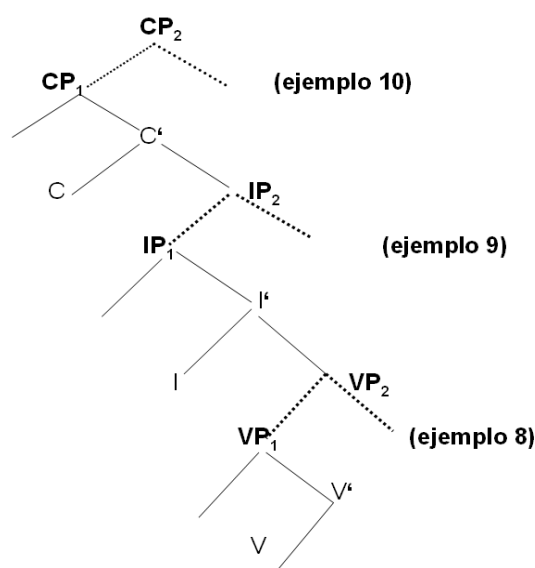 CP₂
CP₁ (ejemplo 10)
C‘
C IP₂
IP₁ (ejemplo 9)
I‘
I VP₂
VP₁ (ejemplo 8)
V‘
V